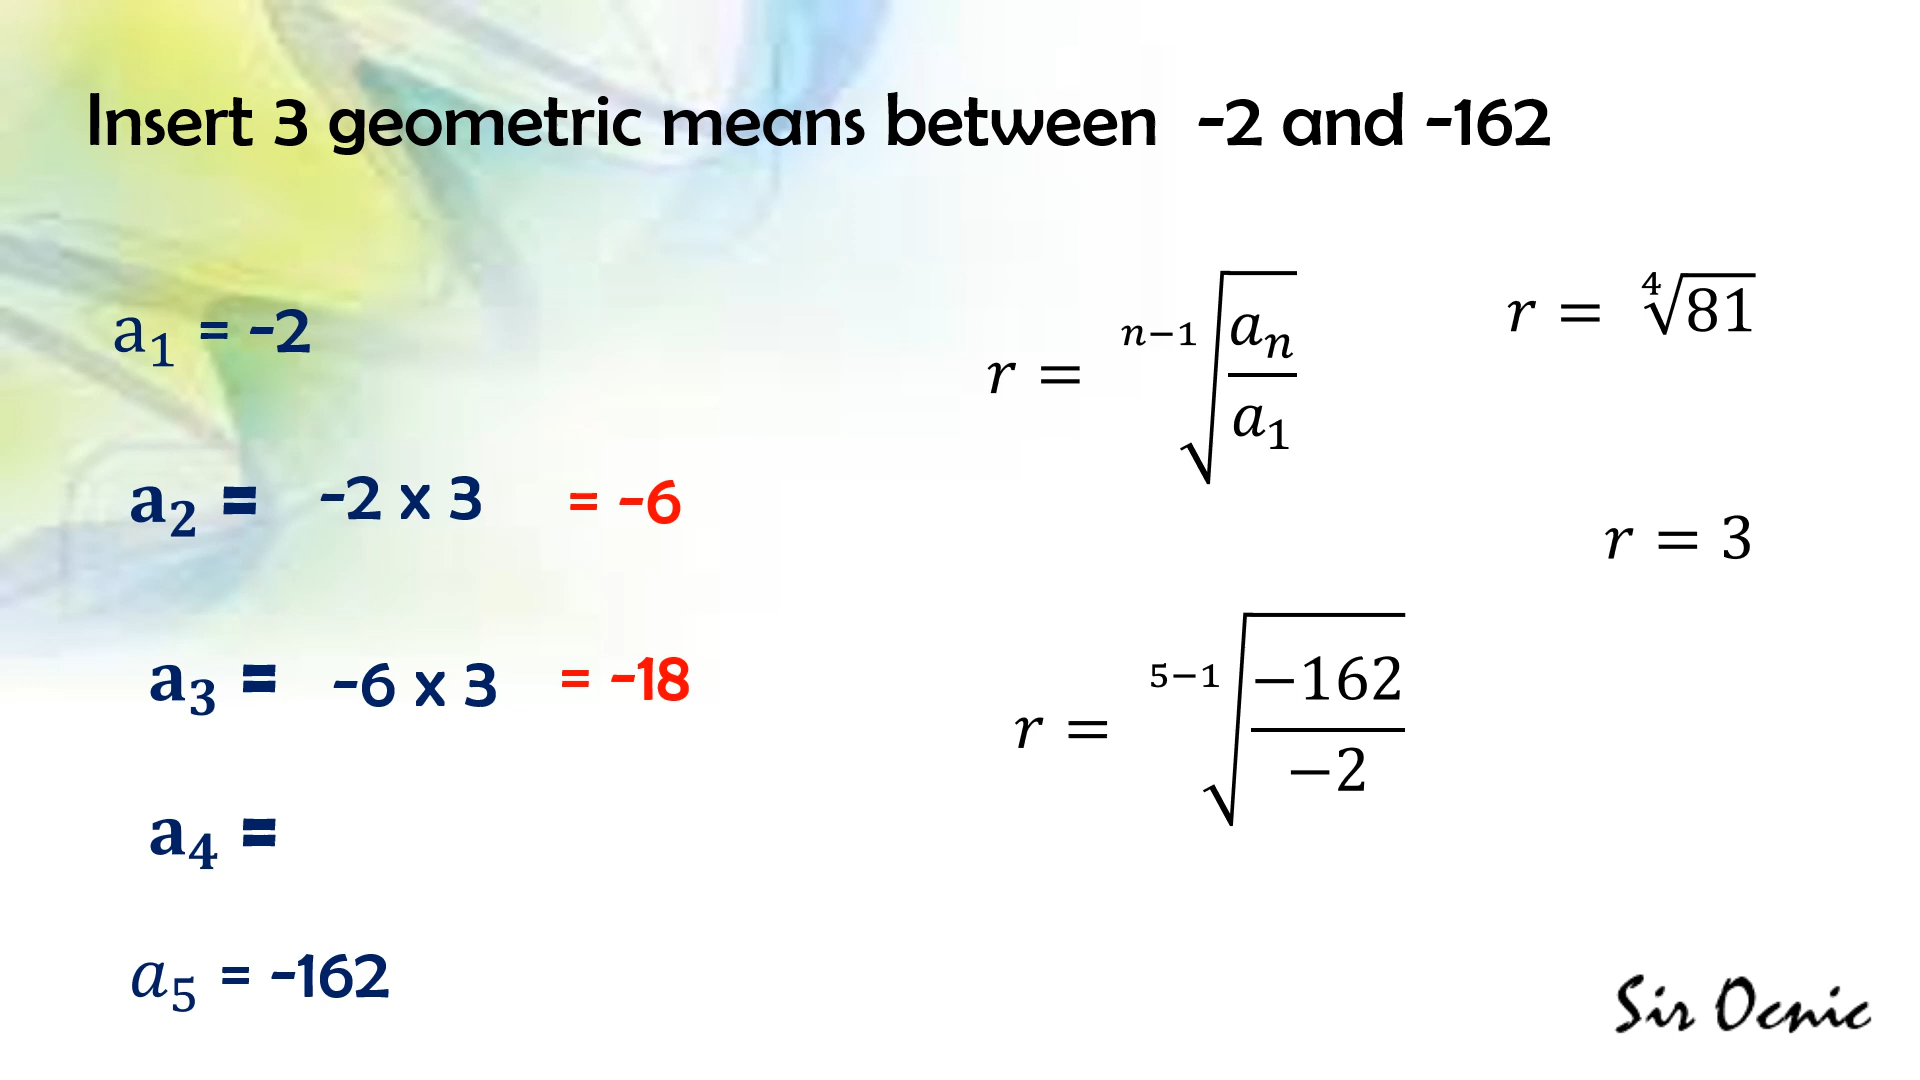 Insert 3 geometric means between -2 and -162
a₁ = -2
a₂ = -2 x 3 = -6
a₃ = -6 x 3 = -18
a₄ =
a₅ = -162
r = ⁿ⁻¹√(aₙ/a₁)
r = ⁵⁻¹√(−162/−2)
r = ⁴√81
r = 3
Sir Ocnic